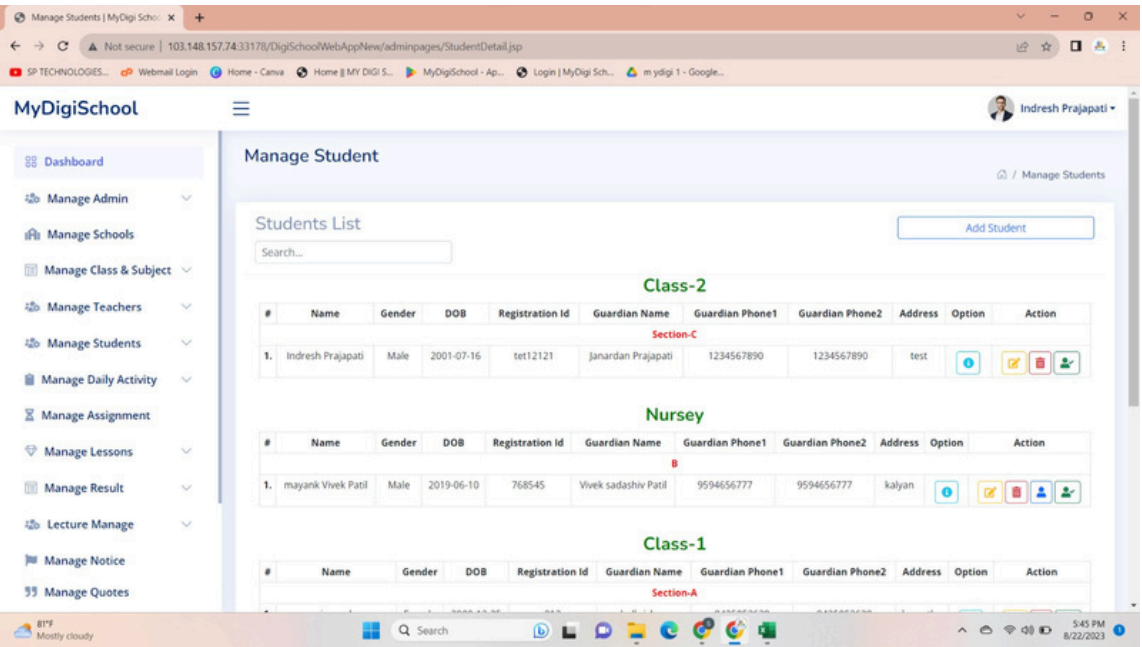 Manage Students | MyDigi Schoo
Not secure | 103.148.157.74:33178/DigiSchoolWebAppNew/adminpages/StudentDetail.jsp
SP TECHNOLOGIES... Webmail Login Home - Canva Home || MY DIGI S... MyDigiSchool - Ap... Login | MyDigi Sch... m ydigi 1 - Google...
MyDigiSchool Indresh Prajapati
Manage Student
/ Manage Students
Dashboard
Manage Admin
Manage Schools
Manage Class & Subject
Manage Teachers
Manage Students
Manage Daily Activity
Manage Assignment
Manage Lessons
Manage Result
Lecture Manage
Manage Notice
Manage Quotes
Students List Add Student
Search...
Class-2
# Name Gender DOB Registration Id Guardian Name Guardian Phone1 Guardian Phone2 Address Option Action
Section-C
1. Indresh Prajapati Male 2001-07-16 tet12121 Janardan Prajapati 1234567890 1234567890 test
Nursey
# Name Gender DOB Registration Id Guardian Name Guardian Phone1 Guardian Phone2 Address Option Action
B
1. mayank Vivek Patil Male 2019-06-10 768545 Vivek sadashiv Patil 9594656777 9594656777 kalyan
Class-1
# Name Gender DOB Registration Id Guardian Name Guardian Phone1 Guardian Phone2 Address Option Action
Section-A
81°F
Mostly cloudy
Search
5:45 PM
8/22/2023